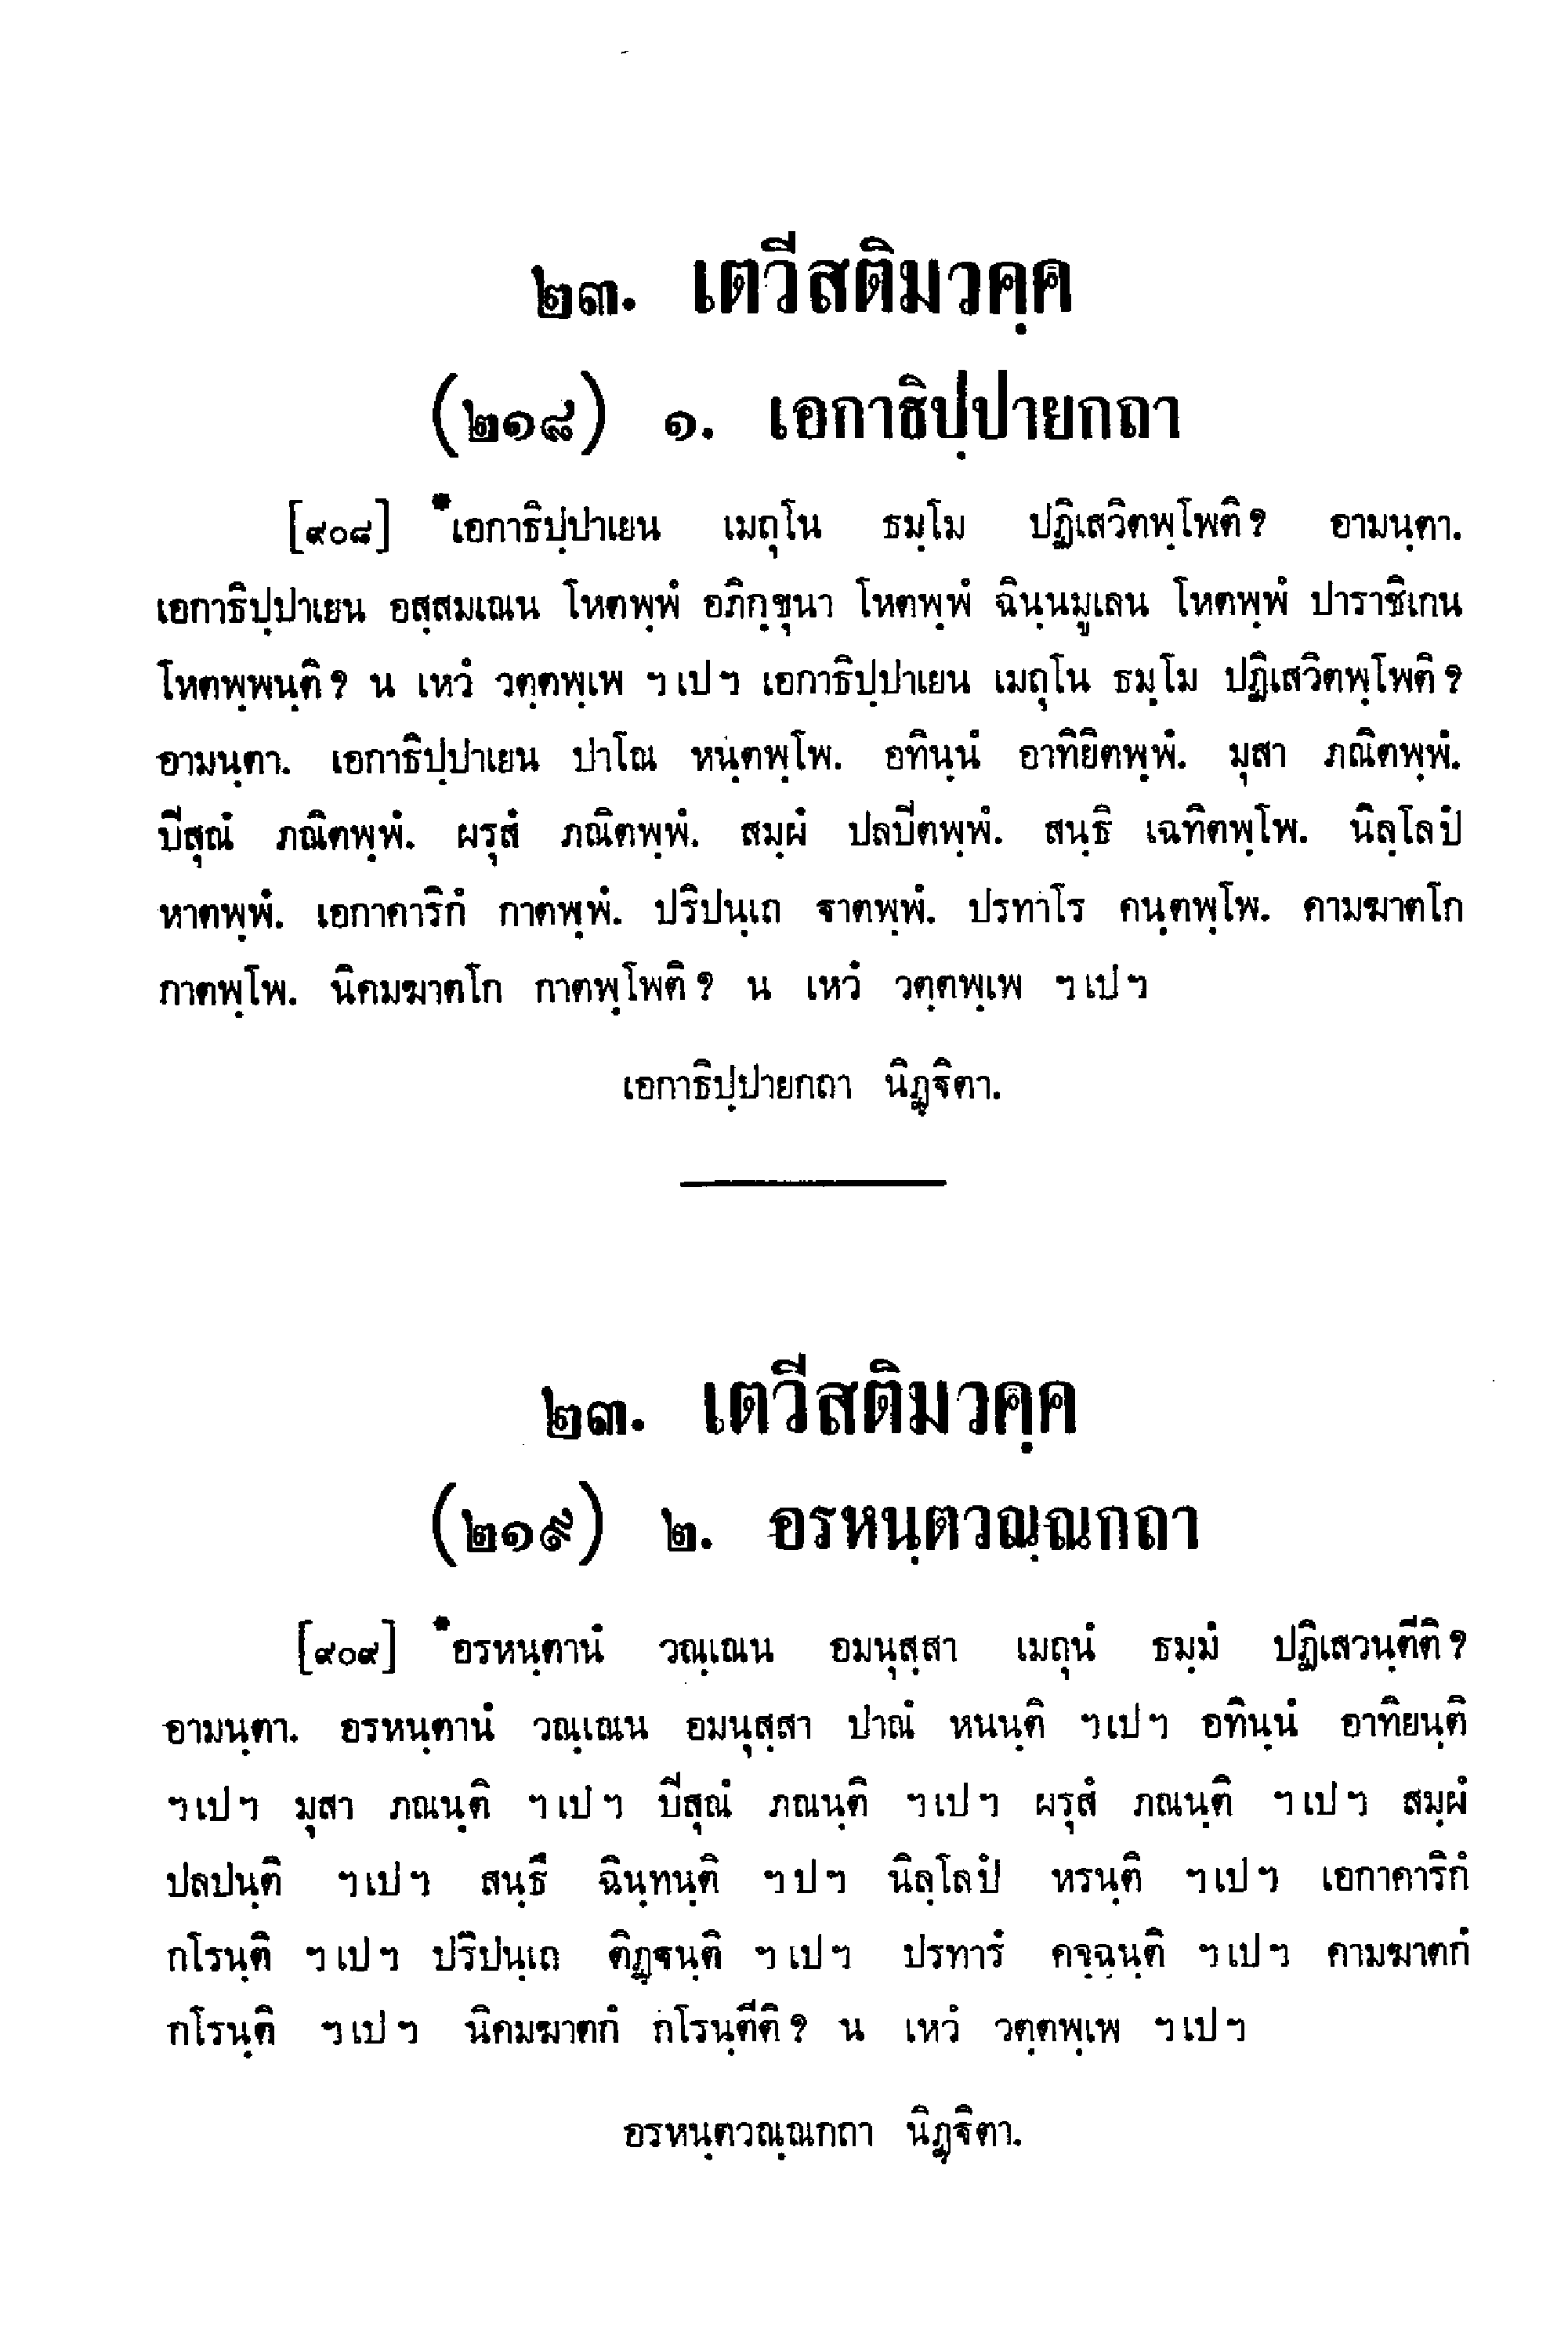 ๒๓. เตวีสติมวคฺค
(๒๑๘) ๑. เอกาธิปฺปายกถา
[๙๐๘] *เอกาธิปฺปาเยน เมถุโน ธมฺโม ปฏิเสวิตพฺโพติ? อามนฺตา.
เอกาธิปฺปาเยน อสฺสมเณน โหตพฺพํ อภิกฺขุนา โหตพฺพํ ฉินฺนมูเลน โหตพฺพํ ปาราชิเกน
โหตพฺพนฺติ? น เหวํ วตฺตพฺเพ ฯเปฯ เอกาธิปฺปาเยน เมถุโน ธมฺโม ปฏิเสวิตพฺโพติ?
อามนฺตา. เอกาธิปฺปาเยน ปาโณ หนฺตพฺโพ. อทินฺนํ อาทิยิตพฺพํ. มุสา ภณิตพฺพํ.
ปีสุณํ ภณิตพฺพํ. ผรุสํ ภณิตพฺพํ. สมฺผํ ปลปีตพฺพํ. สนฺธิ เฉทิตพฺโพ. นิลฺโลปํ
หาตพฺพํ. เอกาคาริกํ กาตพฺพํ. ปริปนฺเถ ฐาตพฺพํ. ปรทาโร คนฺตพฺโพ. คามฆาตโก
กาตพฺโพ. นิคมฆาตโก กาตพฺโพติ? น เหวํ วตฺตพฺเพ ฯเปฯ
เอกาธิปฺปายกถา นิฏฺฐิตา.
๒๓. เตวีสติมวคฺค
(๒๑๙) ๒. อรหนฺตวณฺณกถา
[๙๐๙] *อรหนฺตานํ วณฺเณน อมนุสฺสา เมถุนํ ธมฺมํ ปฏิเสวนฺตีติ?
อามนฺตา. อรหนฺตานํ วณฺเณน อมนุสฺสา ปาณํ หนนฺติ ฯเปฯ อทินฺนํ อาทิยนฺติ
ฯเปฯ มุสา ภณนฺติ ฯเปฯ ปีสุณํ ภณนฺติ ฯเปฯ ผรุสํ ภณนฺติ ฯเปฯ สมฺผํ
ปลปนฺติ ฯเปฯ สนฺธึ ฉินฺทนฺติ ฯปฯ นิลฺโลปํ หรนฺติ ฯเปฯ เอกาคาริกํ
กโรนฺติ ฯเปฯ ปริปนฺเถ ติฏฺฐนฺติ ฯเปฯ ปรทารํ คจฺฉนฺติ ฯเปฯ คามฆาตกํ
กโรนฺติ ฯเปฯ นิคมฆาตกํ กโรนฺตีติ? น เหวํ วตฺตพฺเพ ฯเปฯ
อรหนฺตวณฺณกถา นิฏฺฐิตา.